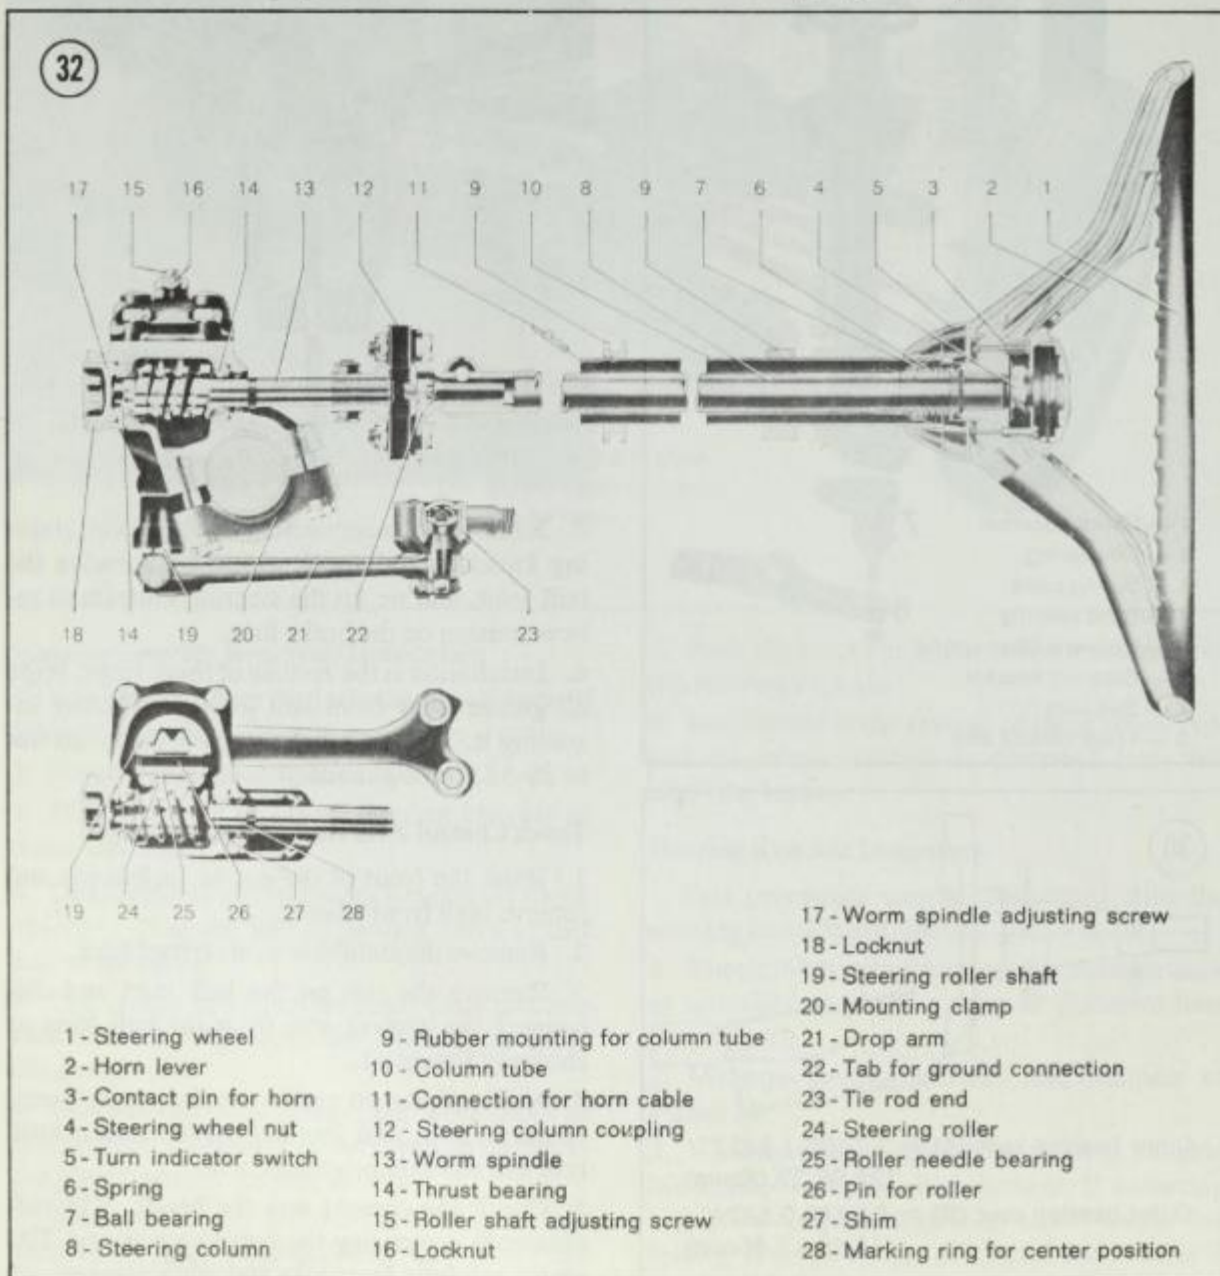 32
17 15 16 14 13 12 11 9 10 8 9 7 6 4 5 3 2 1
18 14 19 20 21 22 23
19 24 25 26 27 28
1 - Steering wheel
2 - Horn lever
3 - Contact pin for horn
4 - Steering wheel nut
5 - Turn indicator switch
6 - Spring
7 - Ball bearing
8 - Steering column
9 - Rubber mounting for column tube
10 - Column tube
11 - Connection for horn cable
12 - Steering column coupling
13 - Worm spindle
14 - Thrust bearing
15 - Roller shaft adjusting screw
16 - Locknut
17 - Worm spindle adjusting screw
18 - Locknut
19 - Steering roller shaft
20 - Mounting clamp
21 - Drop arm
22 - Tab for ground connection
23 - Tie rod end
24 - Steering roller
25 - Roller needle bearing
26 - Pin for roller
27 - Shim
28 - Marking ring for center position